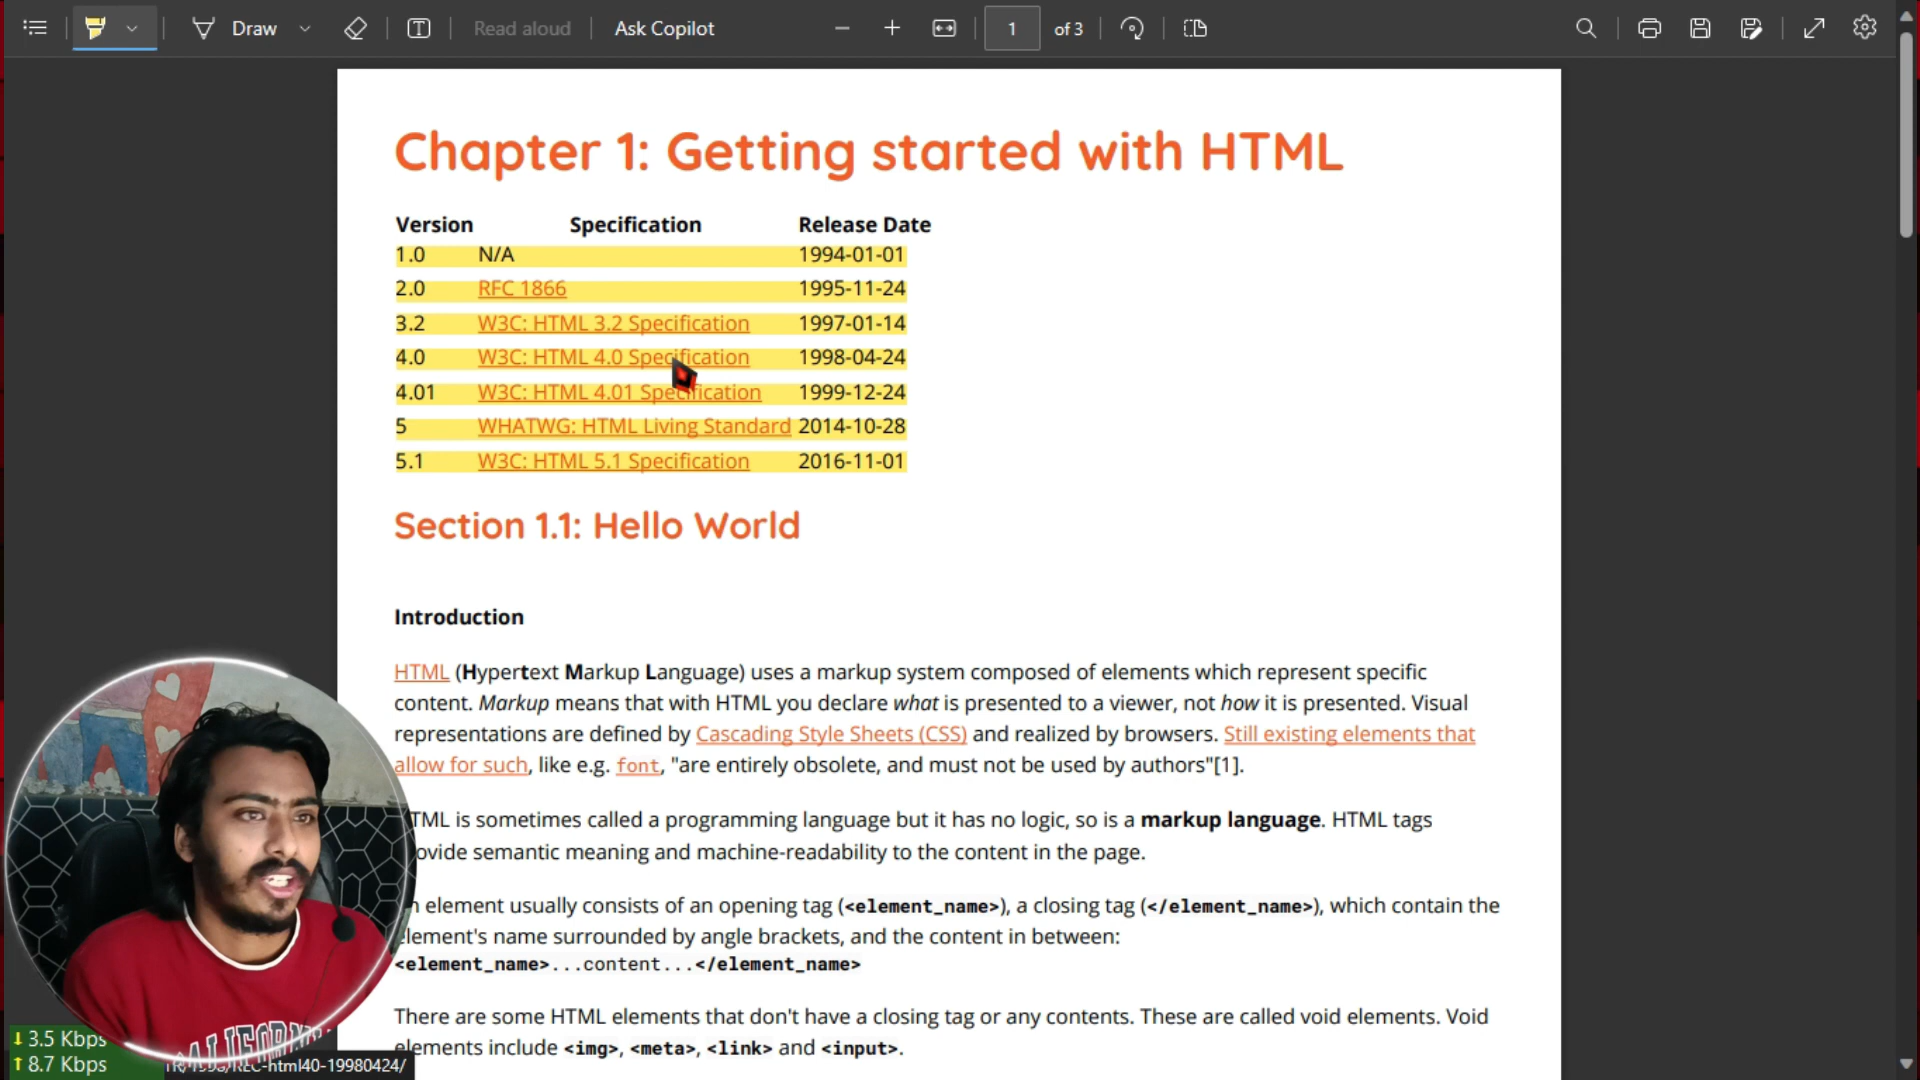 Draw
Read aloud
Ask Copilot
1 of 3
Chapter 1: Getting started with HTML
Version Specification Release Date
1.0 N/A 1994-01-01
2.0 RFC 1866 1995-11-24
3.2 W3C: HTML 3.2 Specification 1997-01-14
4.0 W3C: HTML 4.0 Specification 1998-04-24
4.01 W3C: HTML 4.01 Specification 1999-12-24
5 WHATWG: HTML Living Standard 2014-10-28
5.1 W3C: HTML 5.1 Specification 2016-11-01
Section 1.1: Hello World
Introduction
HTML (Hypertext Markup Language) uses a markup system composed of elements which represent specific
content. Markup means that with HTML you declare what is presented to a viewer, not how it is presented. Visual
representations are defined by Cascading Style Sheets (CSS) and realized by browsers. Still existing elements that
allow for such, like e.g. font, "are entirely obsolete, and must not be used by authors"[1].
TML is sometimes called a programming language but it has no logic, so is a markup language. HTML tags
ovide semantic meaning and machine-readability to the content in the page.
n element usually consists of an opening tag (<element_name>), a closing tag (</element_name>), which contain the
element's name surrounded by angle brackets, and the content in between:
<element_name>...content...</element_name>
There are some HTML elements that don't have a closing tag or any contents. These are called void elements. Void
elements include <img>, <meta>, <link> and <input>.
CALIFORN
3.5 Kbps
8.7 Kbps
REC-html40-19980424/